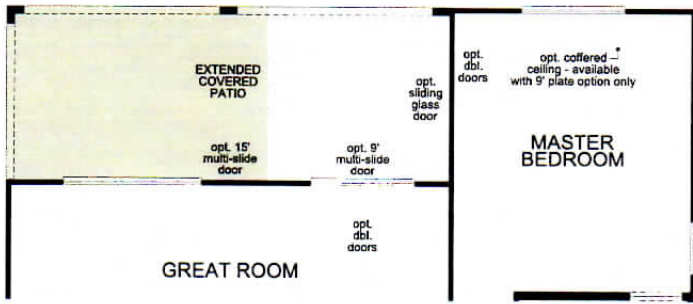 EXTENDED
COVERED
PATIO
opt.
sliding
glass
door
opt.
dbl.
doors
opt. coffered
ceiling - available
with 9' plate option only
opt. 15'
multi-slide
door
opt. 9'
multi-slide
door
MASTER
BEDROOM
opt.
dbl.
doors
GREAT ROOM